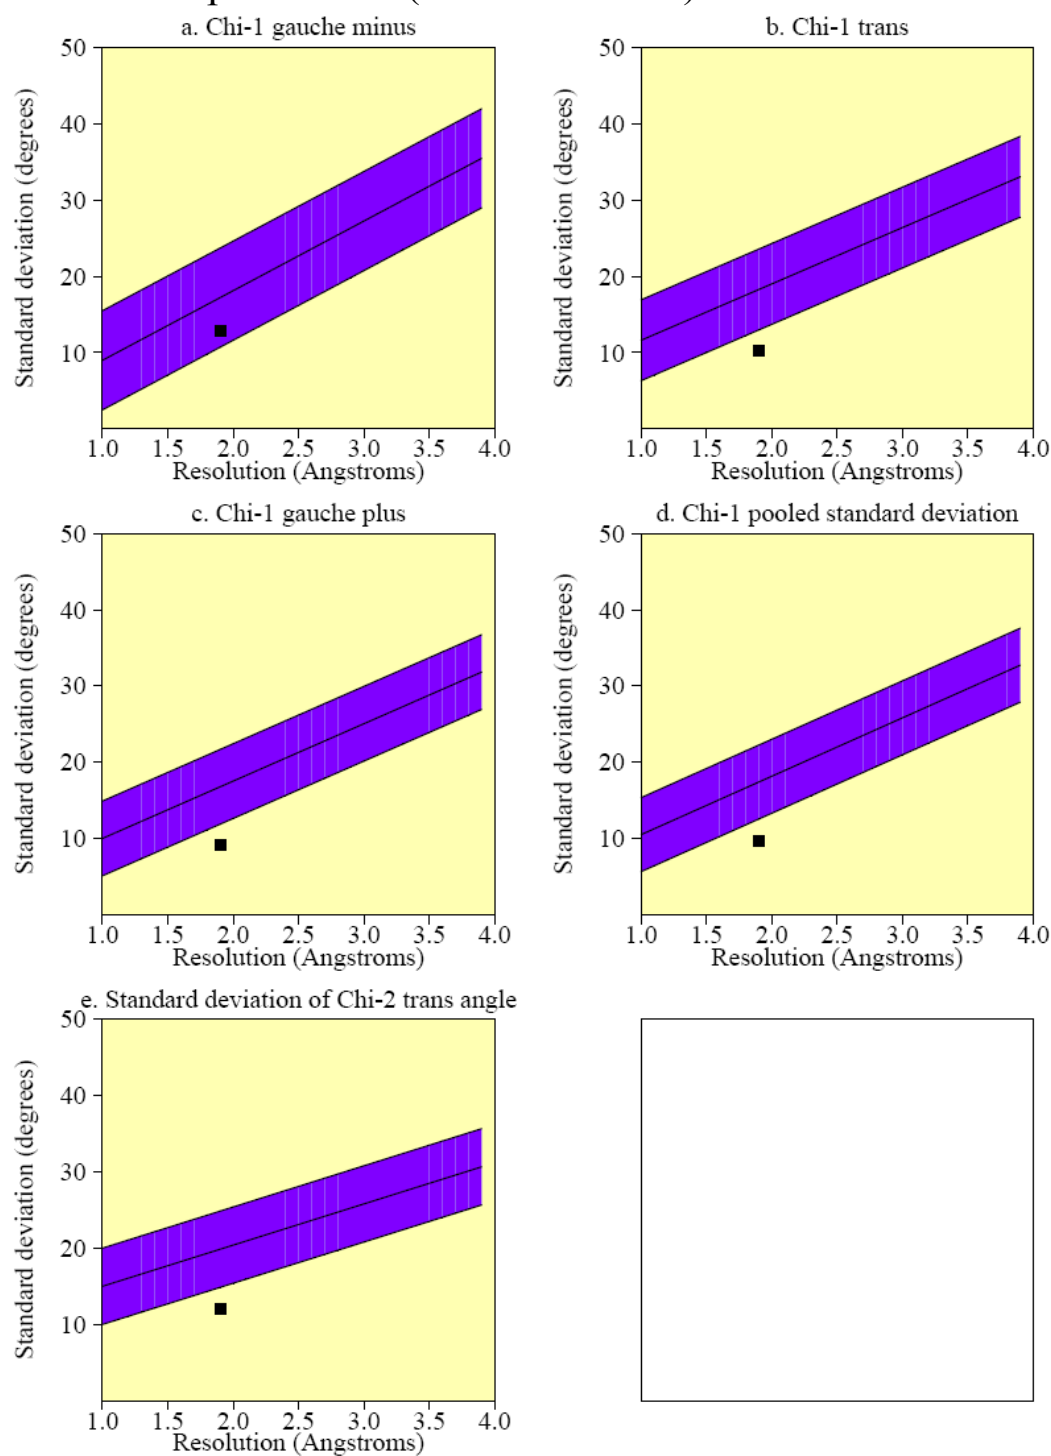 a. Chi-1 gauche minus
b. Chi-1 trans
50
40
30
20
10
Standard deviation (degrees)
1.0 1.5 2.0 2.5 3.0 3.5 4.0
Resolution (Angstroms)
50
40
30
20
10
Standard deviation (degrees)
1.0 1.5 2.0 2.5 3.0 3.5 4.0
Resolution (Angstroms)
c. Chi-1 gauche plus
d. Chi-1 pooled standard deviation
50
40
30
20
10
Standard deviation (degrees)
1.0 1.5 2.0 2.5 3.0 3.5 4.0
Resolution (Angstroms)
50
40
30
20
10
Standard deviation (degrees)
1.0 1.5 2.0 2.5 3.0 3.5 4.0
Resolution (Angstroms)
e. Standard deviation of Chi-2 trans angle
50
40
30
20
10
Standard deviation (degrees)
1.0 1.5 2.0 2.5 3.0 3.5 4.0
Resolution (Angstroms)